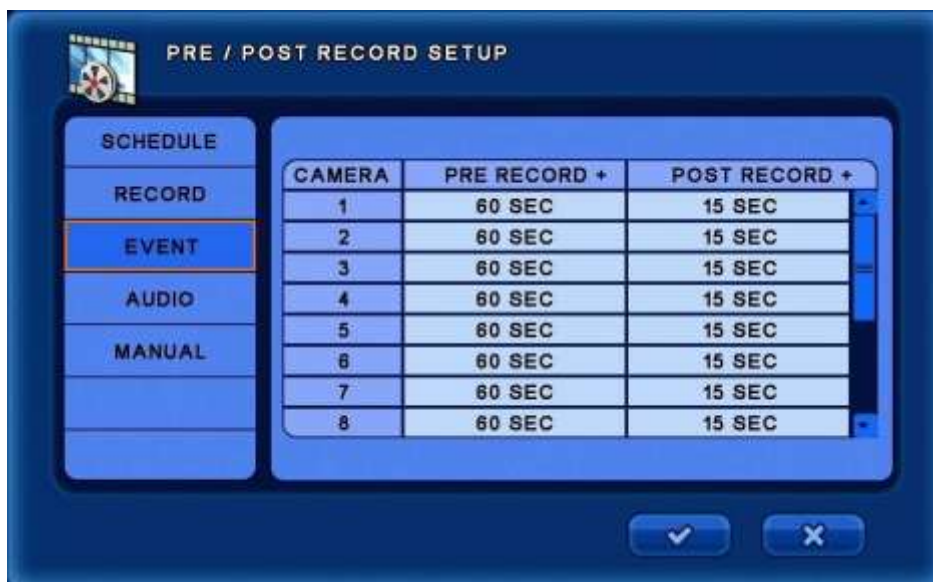 PRE / POST RECORD SETUP
SCHEDULE
RECORD
EVENT
AUDIO
MANUAL
CAMERA PRE RECORD + POST RECORD +
1 60 SEC 15 SEC
2 60 SEC 15 SEC
3 60 SEC 15 SEC
4 60 SEC 15 SEC
5 60 SEC 15 SEC
6 60 SEC 15 SEC
7 60 SEC 15 SEC
8 60 SEC 15 SEC